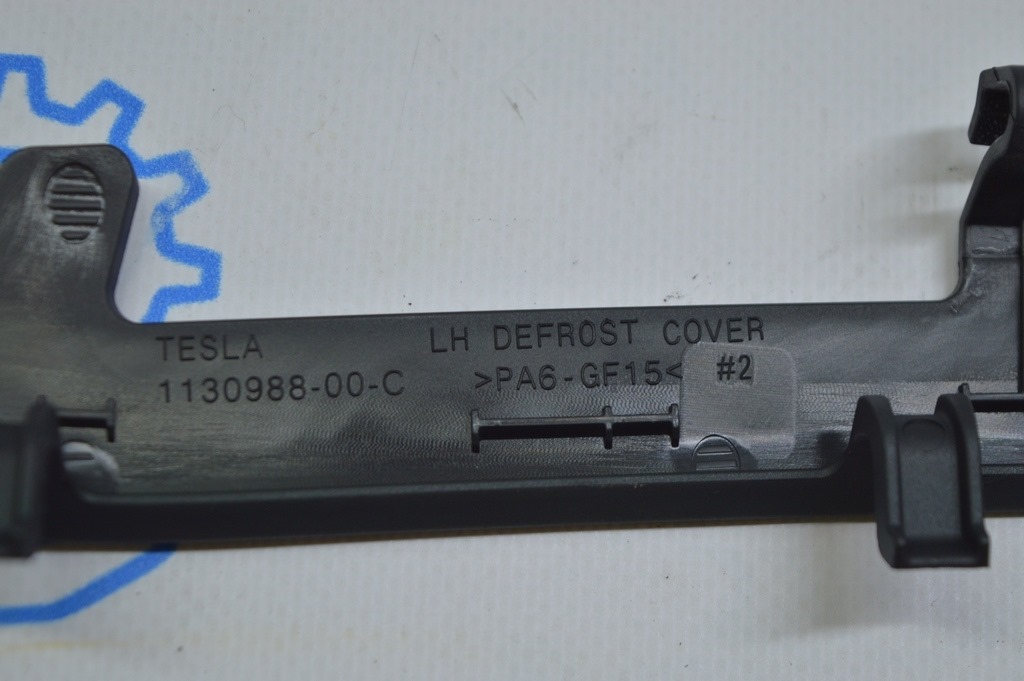 TESLA
1130988-00-C
LH DEFROST COVER
>PA6-GF15<
#2